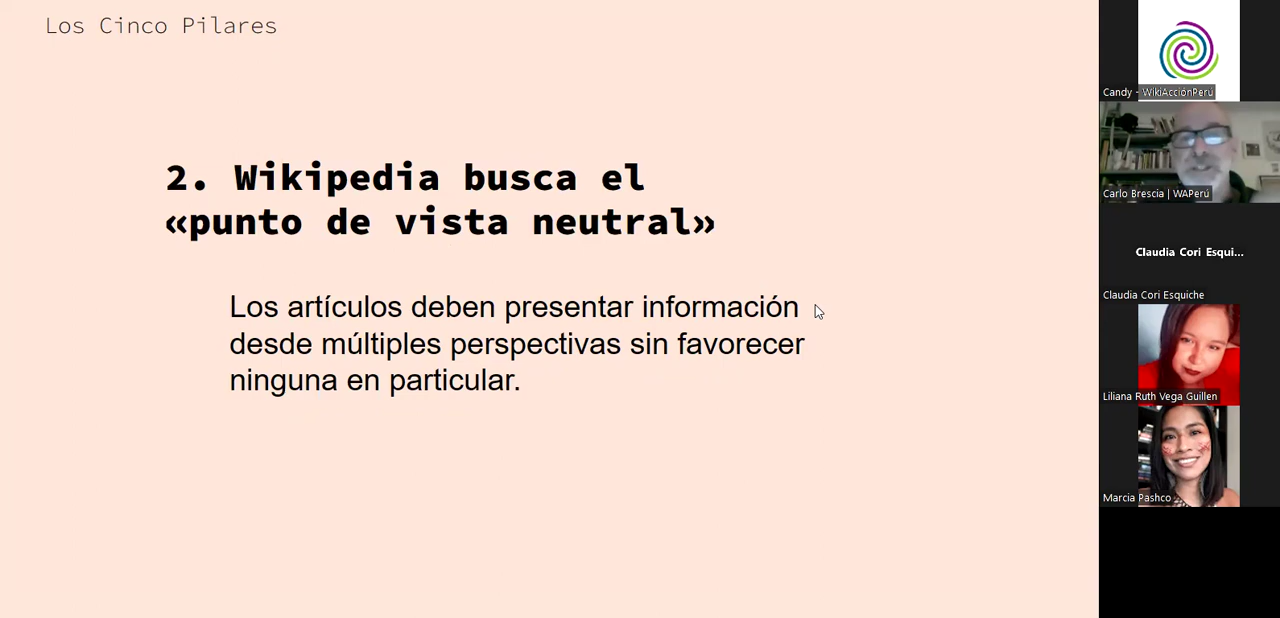 Los Cinco Pilares
2. Wikipedia busca el
«punto de vista neutral»
Los artículos deben presentar información
desde múltiples perspectivas sin favorecer
ninguna en particular.
Candy - WikiAcciónPerú
Carlo Brescia | WAPerú
Claudia Cori Esqui...
Claudia Cori Esquiche
Liliana Ruth Vega Guillen
Marcia Pashco